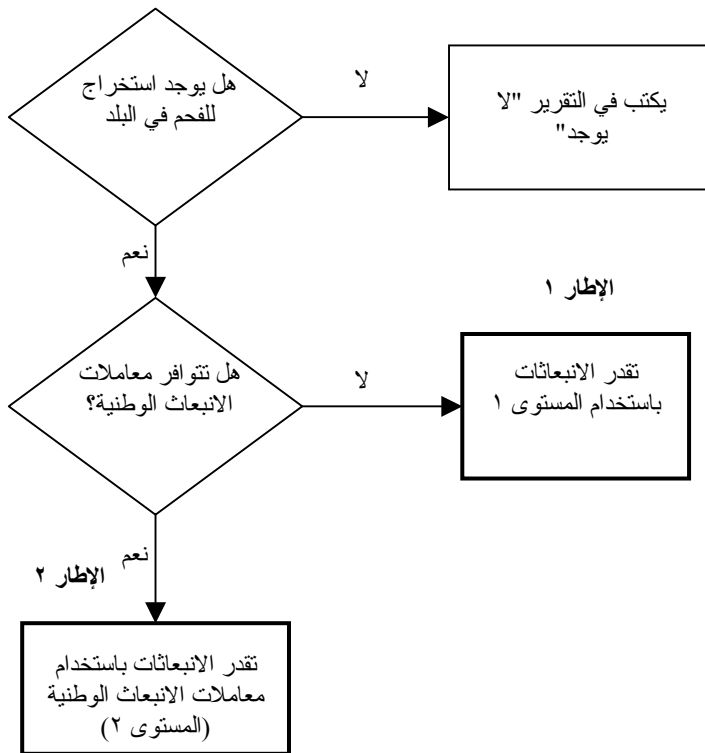 هل يوجد استخراج
للفحم في البلد
لا
يكتب في التقرير "لا
يوجد"
نعم
الإطار ١
هل تتوافر معاملات
الانبعاث الوطنية؟
لا
تقدر الانبعاثات
باستخدام المستوى ١
نعم
الإطار ٢
تقدر الانبعاثات باستخدام
معاملات الانبعاث الوطنية
(المستوى ٢)